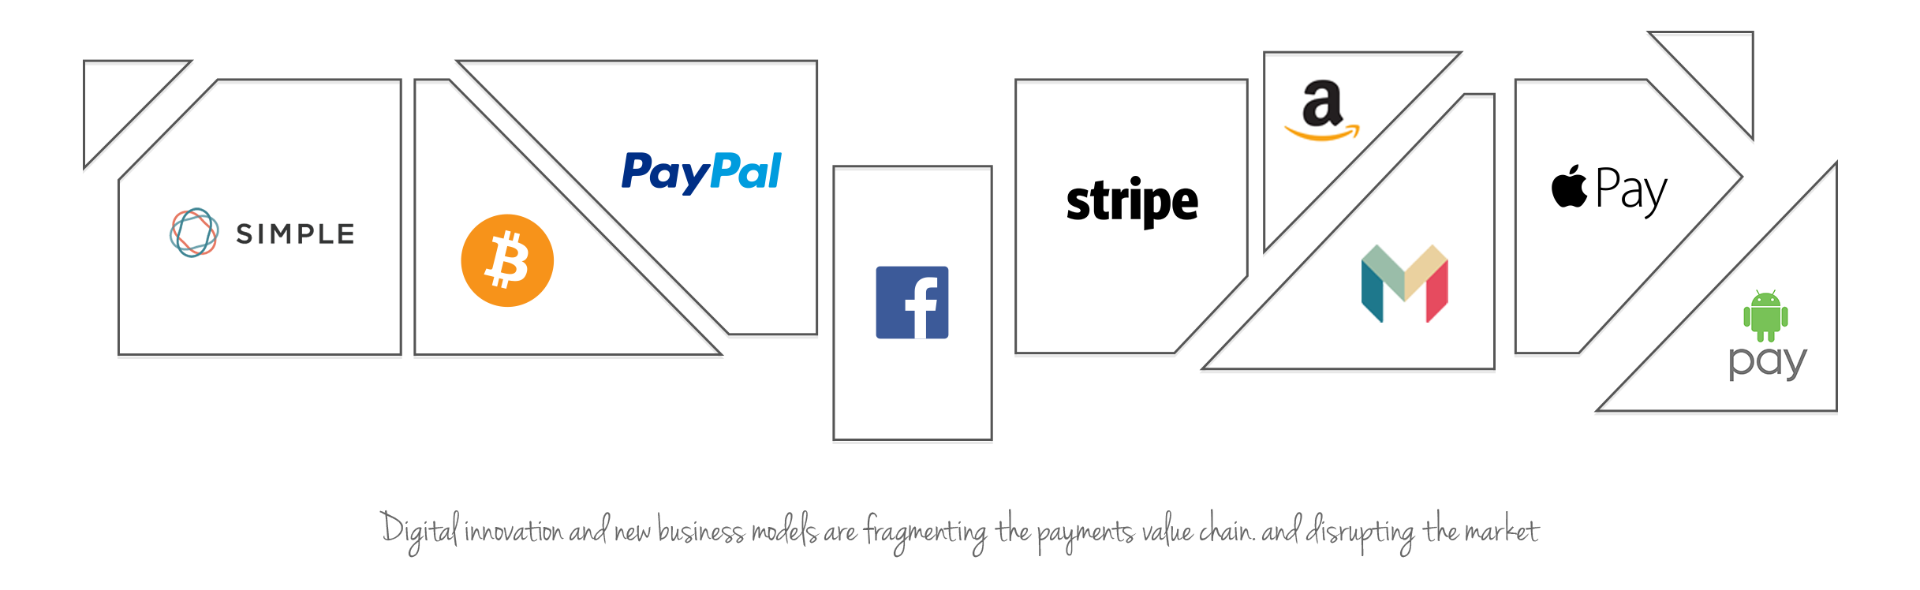 SIMPLE
PayPal
stripe
a
Pay
pay
Digital innovation and new business models are fragmenting the payments value chain. and disrupting the market